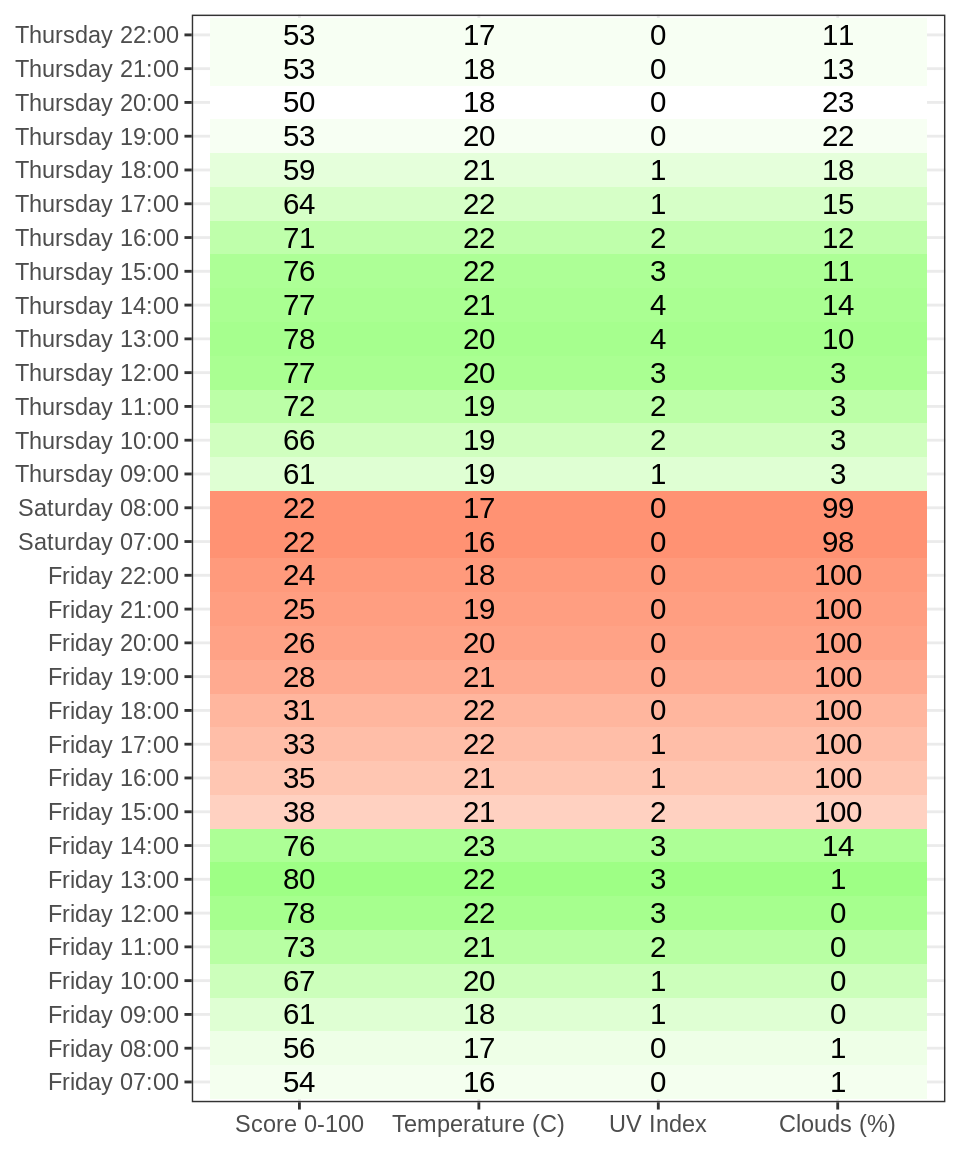 Thursday 22:00 53 17 0 11
Thursday 21:00 53 18 0 13
Thursday 20:00 50 18 0 23
Thursday 19:00 53 20 0 22
Thursday 18:00 59 21 1 18
Thursday 17:00 64 22 1 15
Thursday 16:00 71 22 2 12
Thursday 15:00 76 22 3 11
Thursday 14:00 77 21 4 14
Thursday 13:00 78 20 4 10
Thursday 12:00 77 20 3 3
Thursday 11:00 72 19 2 3
Thursday 10:00 66 19 2 3
Thursday 09:00 61 19 1 3
Saturday 08:00 22 17 0 99
Saturday 07:00 22 16 0 98
Friday 22:00 24 18 0 100
Friday 21:00 25 19 0 100
Friday 20:00 26 20 0 100
Friday 19:00 28 21 0 100
Friday 18:00 31 22 0 100
Friday 17:00 33 22 1 100
Friday 16:00 35 21 1 100
Friday 15:00 38 21 2 100
Friday 14:00 76 23 3 14
Friday 13:00 80 22 3 1
Friday 12:00 78 22 3 0
Friday 11:00 73 21 2 0
Friday 10:00 67 20 1 0
Friday 09:00 61 18 1 0
Friday 08:00 56 17 0 1
Friday 07:00 54 16 0 1
Score 0-100 Temperature (C) UV Index Clouds (%)